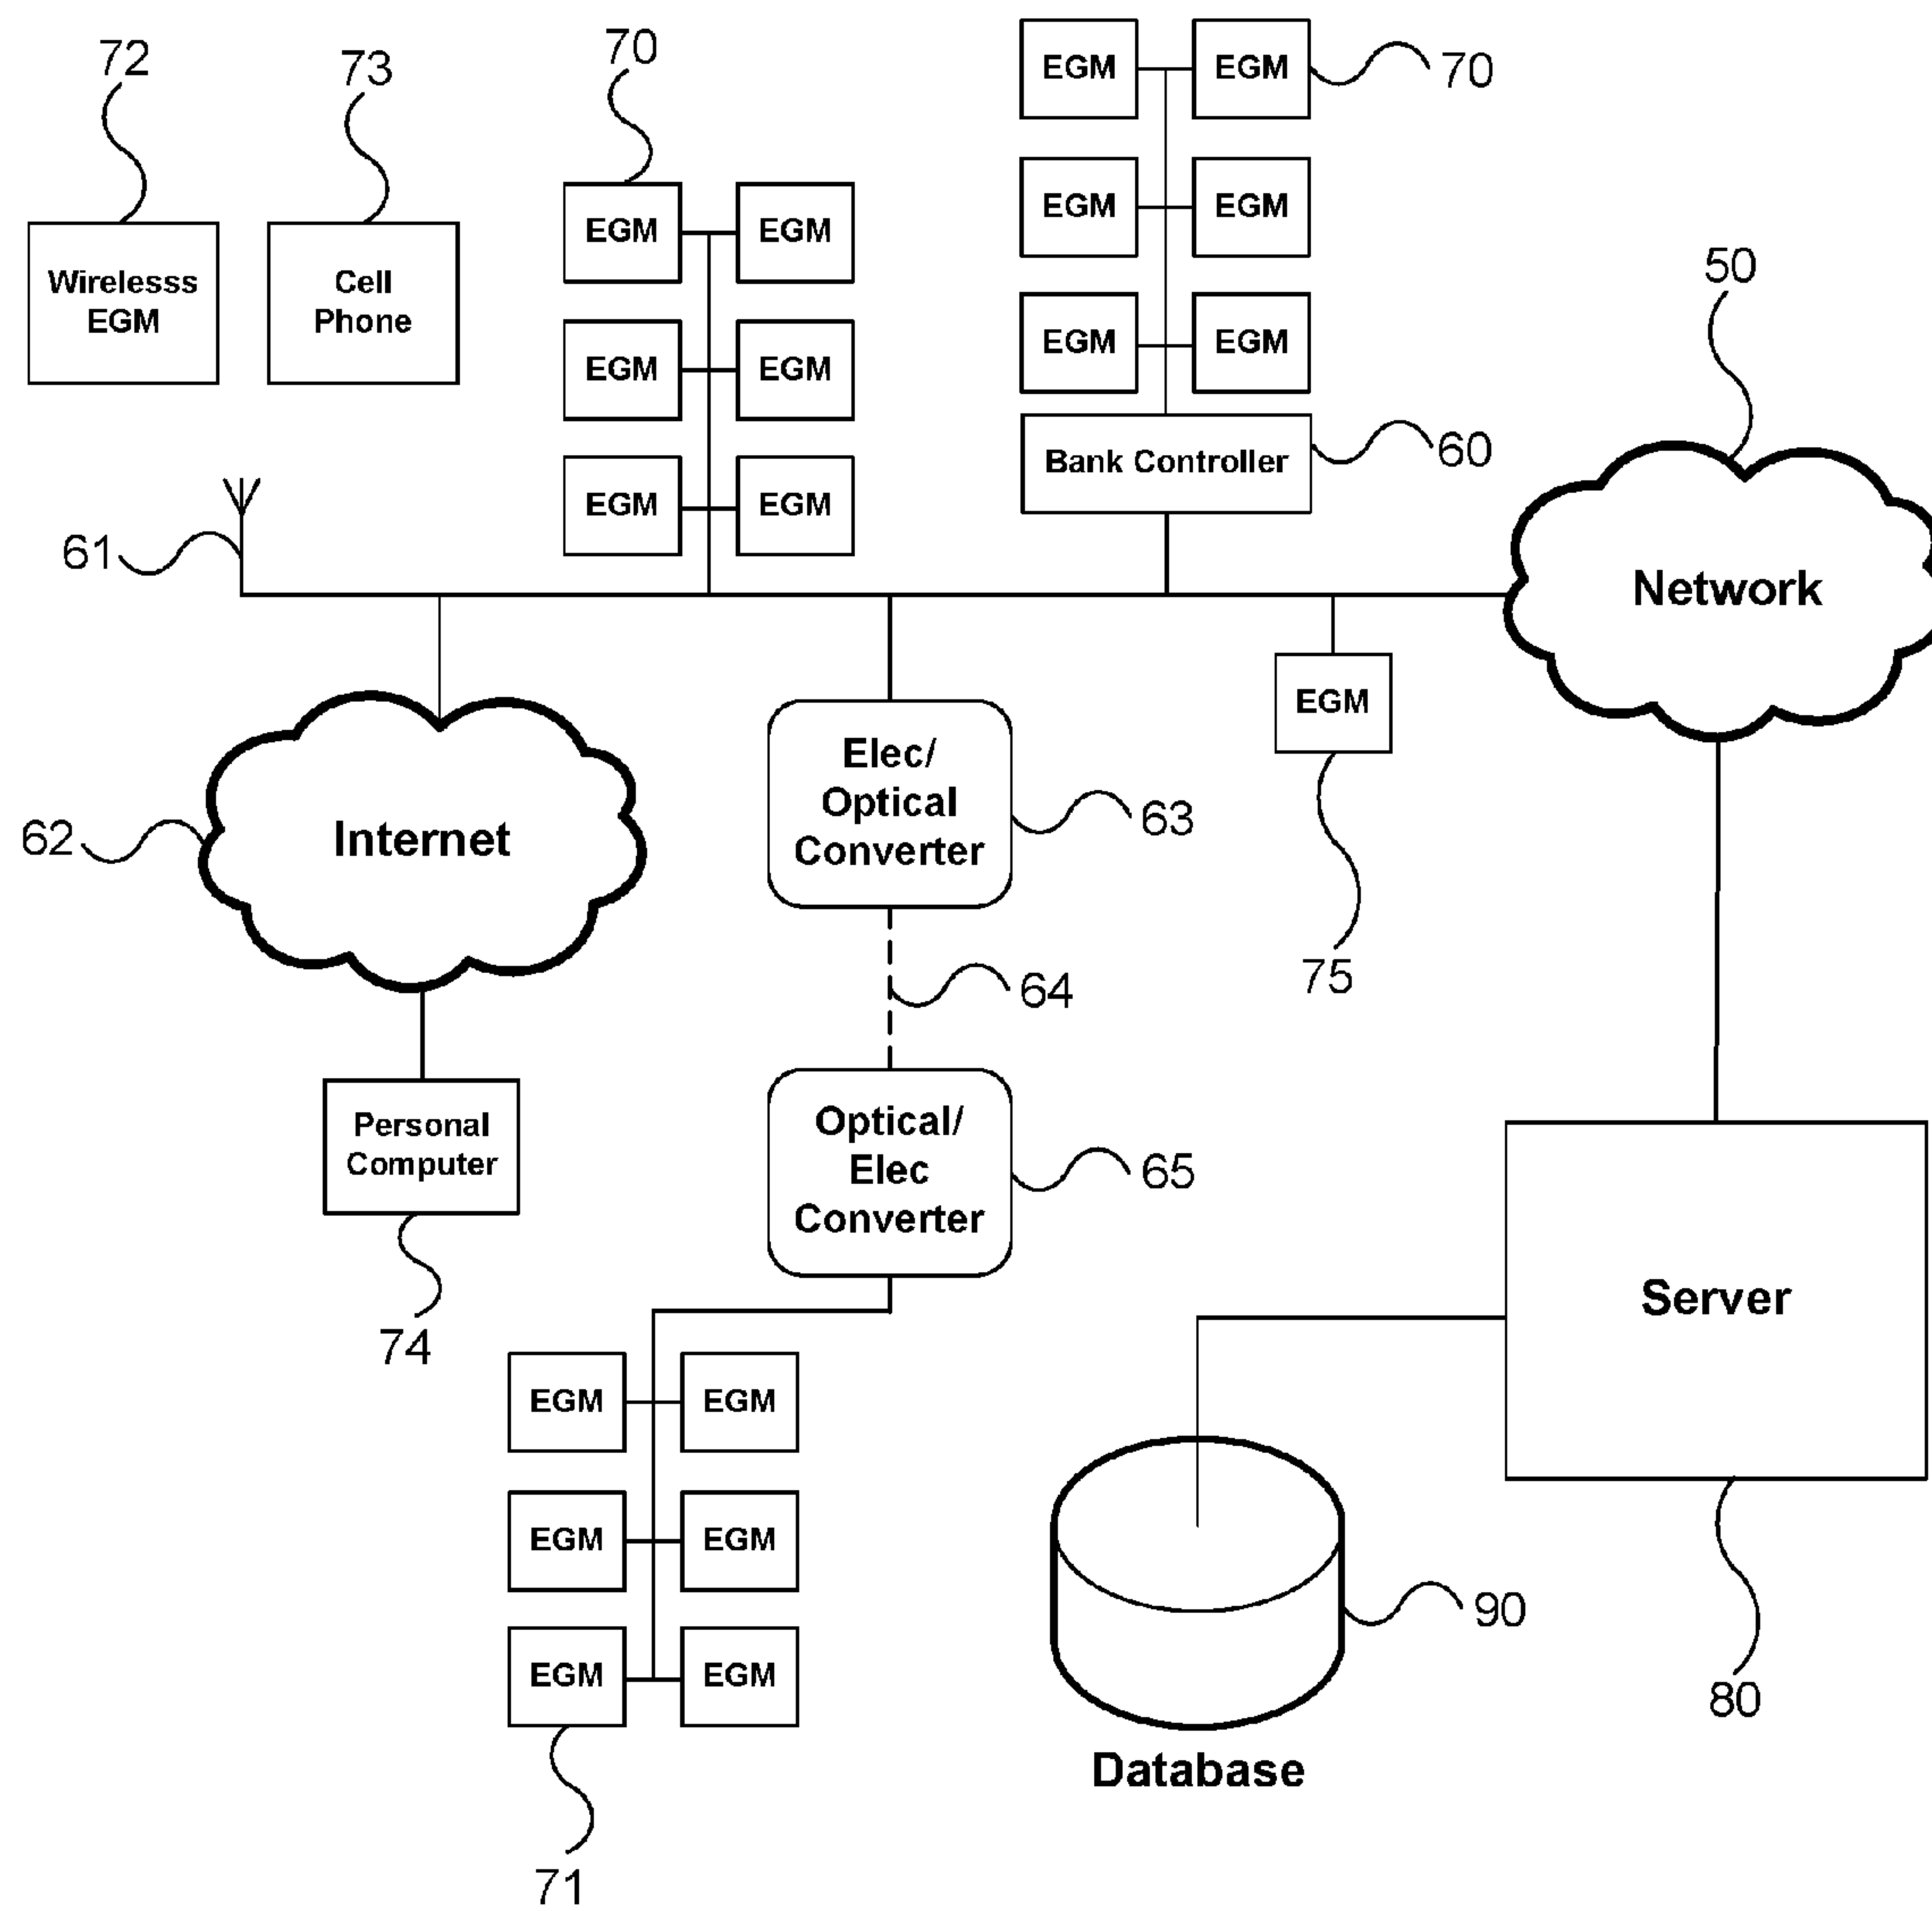 72
73
70
EGM EGM
70
Wirelesss
EGM
Cell
Phone
EGM EGM
EGM EGM
EGM EGM
EGM EGM
50
EGM EGM
Bank Controller
60
EGM EGM
61
Network
EGM
Elec/
Optical
Converter
63
Internet
62
64
75
Personal
Computer
Optical/
Elec
Converter
65
74
Server
EGM EGM
EGM EGM
EGM EGM
90
80
Database
71